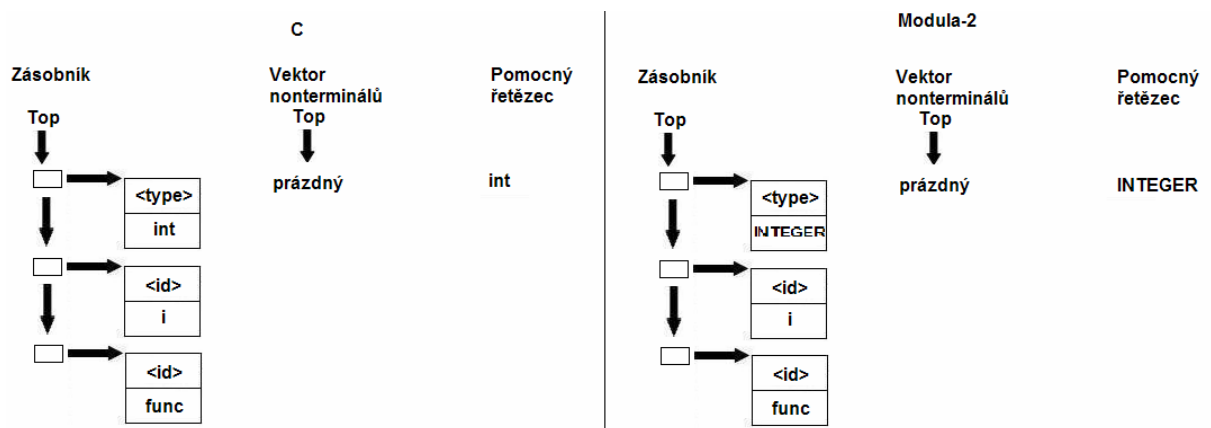 C
Zásobník
Vektor
nonterminálů
Pomocný
řetězec
Top
Top
<type>
int
prázdný
int
<id>
i
<id>
func
Modula-2
Zásobník
Vektor
nonterminálů
Pomocný
řetězec
Top
Top
<type>
INTEGER
prázdný
INTEGER
<id>
i
<id>
func